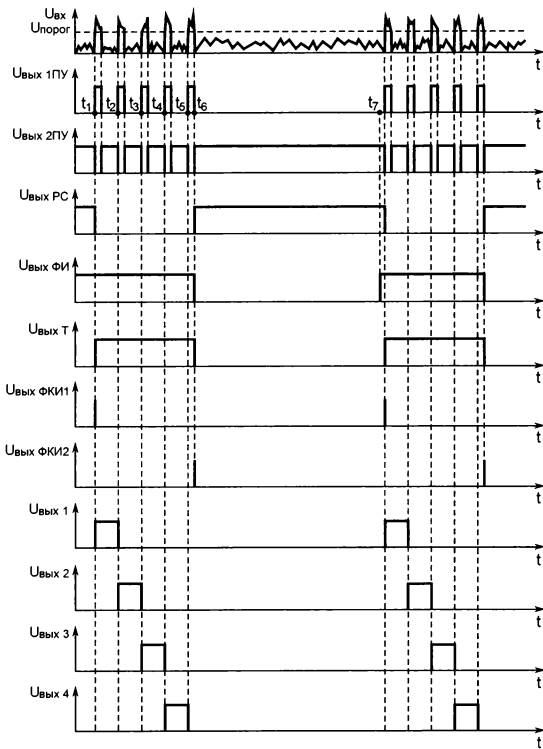 Uвх
Uпорог
t
Uвых 1ПУ
t1 t2 t3 t4 t5 t6 t7
t
Uвых 2ПУ
t
Uвых РС
t
Uвых ФИ
t
Uвых Т
t
Uвых ФКИ1
t
Uвых ФКИ2
t
Uвых 1
t
Uвых 2
t
Uвых 3
t
Uвых 4
t